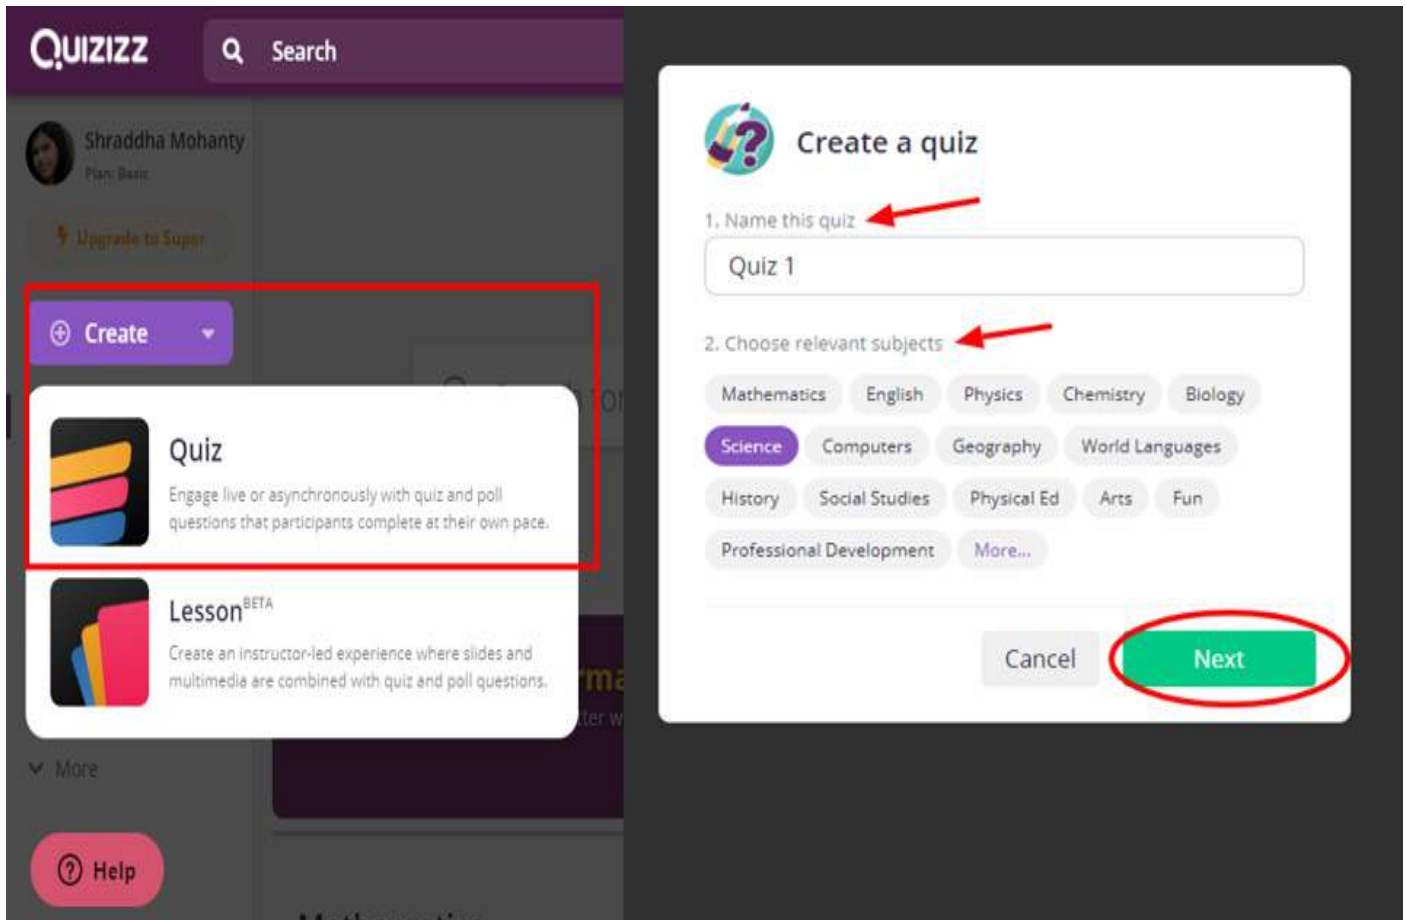 QUIZIZZ
Search
Shraddha Mohanty
Plan: Basic
Upgrade to Super
Create
Quiz
Engage live or asynchronously with quiz and poll
questions that participants complete at their own pace.
Lesson BETA
Create an instructor-led experience where slides and
multimedia are combined with quiz and poll questions.
More
Help
Create a quiz
1. Name this quiz
Quiz 1
2. Choose relevant subjects
Mathematics English Physics Chemistry Biology
Science Computers Geography World Languages
History Social Studies Physical Ed Arts Fun
Professional Development More...
Cancel Next